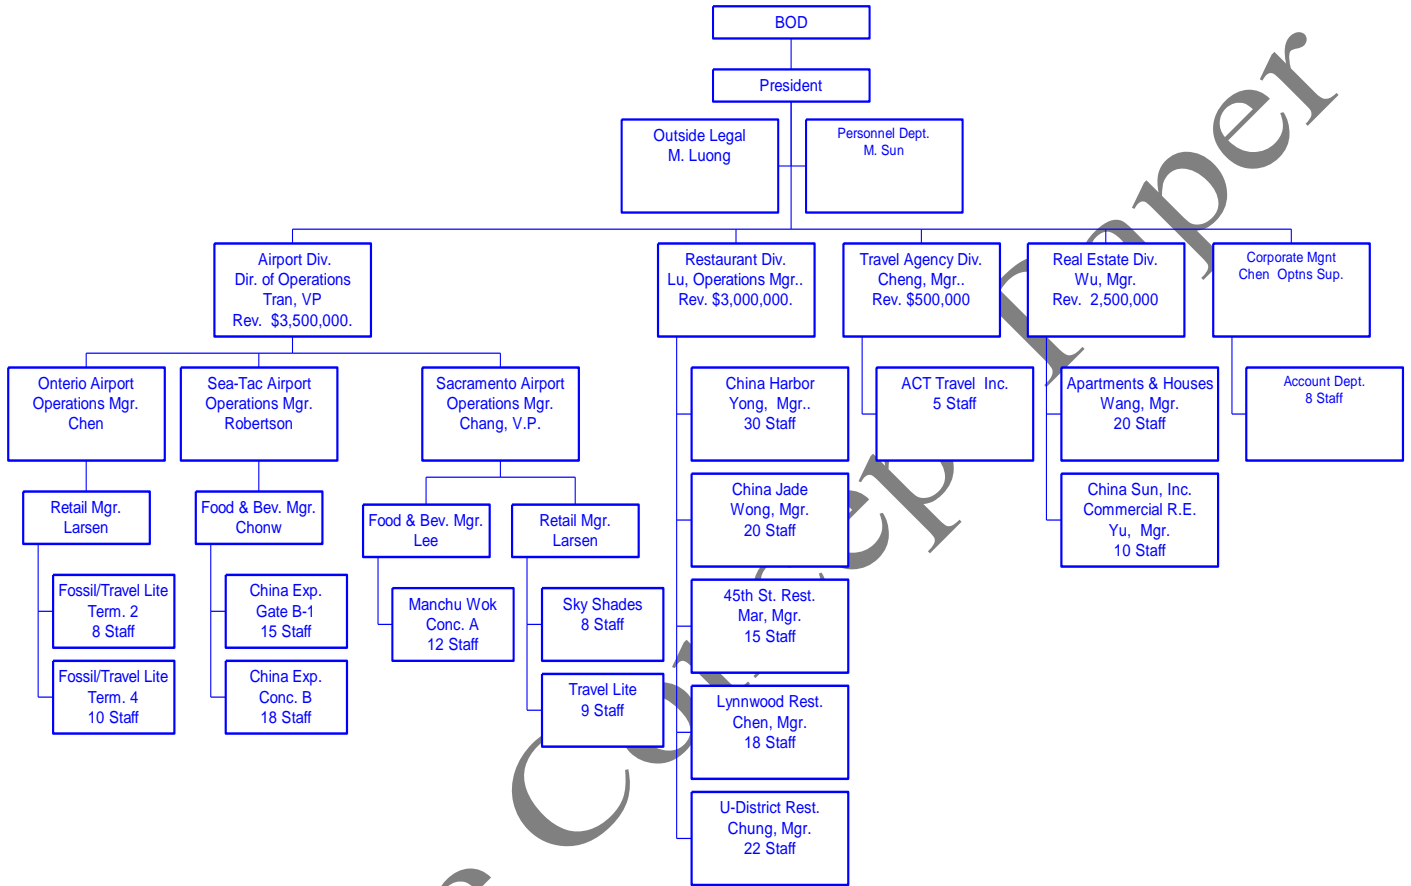 BOD
President
Outside Legal
M. Luong
Personnel Dept.
M. Sun
Airport Div.
Dir. of Operations
Tran, VP
Rev. $3,500,000.
Restaurant Div.
Lu, Operations Mgr..
Rev. $3,000,000.
Travel Agency Div.
Cheng, Mgr..
Rev. $500,000
Real Estate Div.
Wu, Mgr.
Rev. 2,500,000
Corporate Mgnt
Chen Optns Sup.
Onterio Airport
Operations Mgr.
Chen
Sea-Tac Airport
Operations Mgr.
Robertson
Sacramento Airport
Operations Mgr.
Chang, V.P.
China Harbor
Yong, Mgr..
30 Staff
ACT Travel Inc.
5 Staff
Apartments & Houses
Wang, Mgr.
20 Staff
Account Dept.
8 Staff
Retail Mgr.
Larsen
Food & Bev. Mgr.
Chonw
Food & Bev. Mgr.
Lee
Retail Mgr.
Larsen
China Jade
Wong, Mgr.
20 Staff
China Sun, Inc.
Commercial R.E.
Yu, Mgr.
10 Staff
Fossil/Travel Lite
Term. 2
8 Staff
China Exp.
Gate B-1
15 Staff
Manchu Wok
Conc. A
12 Staff
Sky Shades
8 Staff
45th St. Rest.
Mar, Mgr.
15 Staff
Fossil/Travel Lite
Term. 4
10 Staff
China Exp.
Conc. B
18 Staff
Travel Lite
9 Staff
Lynnwood Rest.
Chen, Mgr.
18 Staff
U-District Rest.
Chung, Mgr.
22 Staff